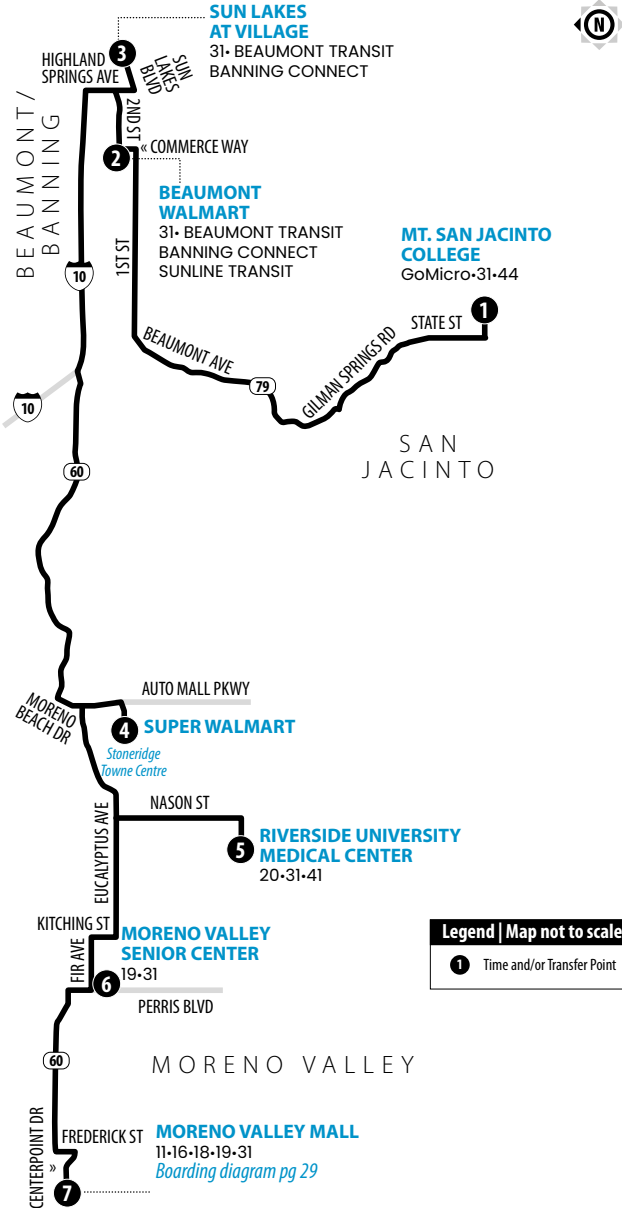 SUN LAKES
AT VILLAGE
31• BEAUMONT TRANSIT
BANNING CONNECT
N
3
HIGHLAND
SPRINGS AVE
SUN
LAKES
BLVD
BEAUMONT/
BANNING
2ND ST
2
« COMMERCE WAY
BEAUMONT
WALMART
31• BEAUMONT TRANSIT
BANNING CONNECT
SUNLINE TRANSIT
1ST ST
10
MT. SAN JACINTO
COLLEGE
GoMicro•31•44
1
STATE ST
BEAUMONT AVE
79
GILMAN SPRINGS RD
10
SAN
JACINTO
60
MORENO
BEACH DR
AUTO MALL PKWY
4
SUPER WALMART
Stoneridge
Towne Centre
NASON ST
EUCALYPTUS AVE
5
RIVERSIDE UNIVERSITY
MEDICAL CENTER
20•31•41
KITCHING ST
FIR AVE
MORENO VALLEY
SENIOR CENTER
19•31
6
PERRIS BLVD
Legend | Map not to scale
1 Time and/or Transfer Point
60
MORENO VALLEY
CENTERPOINT DR
»
FREDERICK ST
MORENO VALLEY MALL
11•16•18•19•31
Boarding diagram pg 29
7